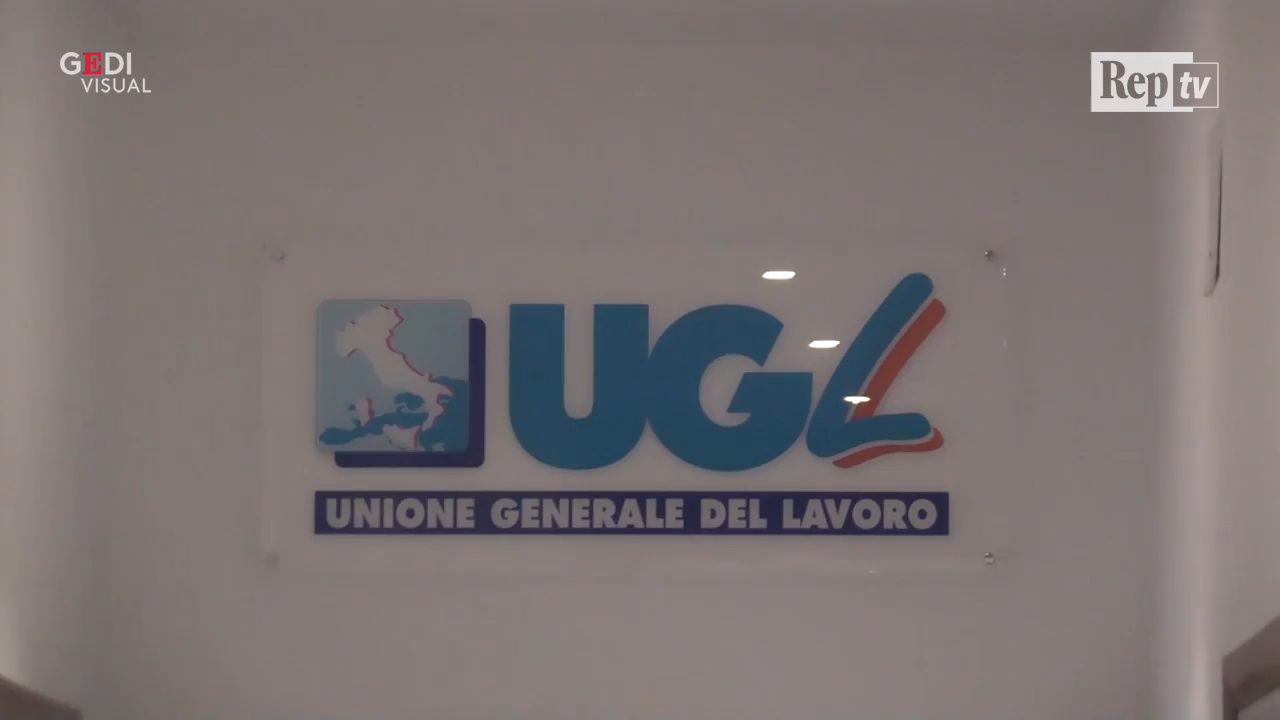 GEDI
VISUAL
Rep tv
UGL
UNIONE GENERALE DEL LAVORO